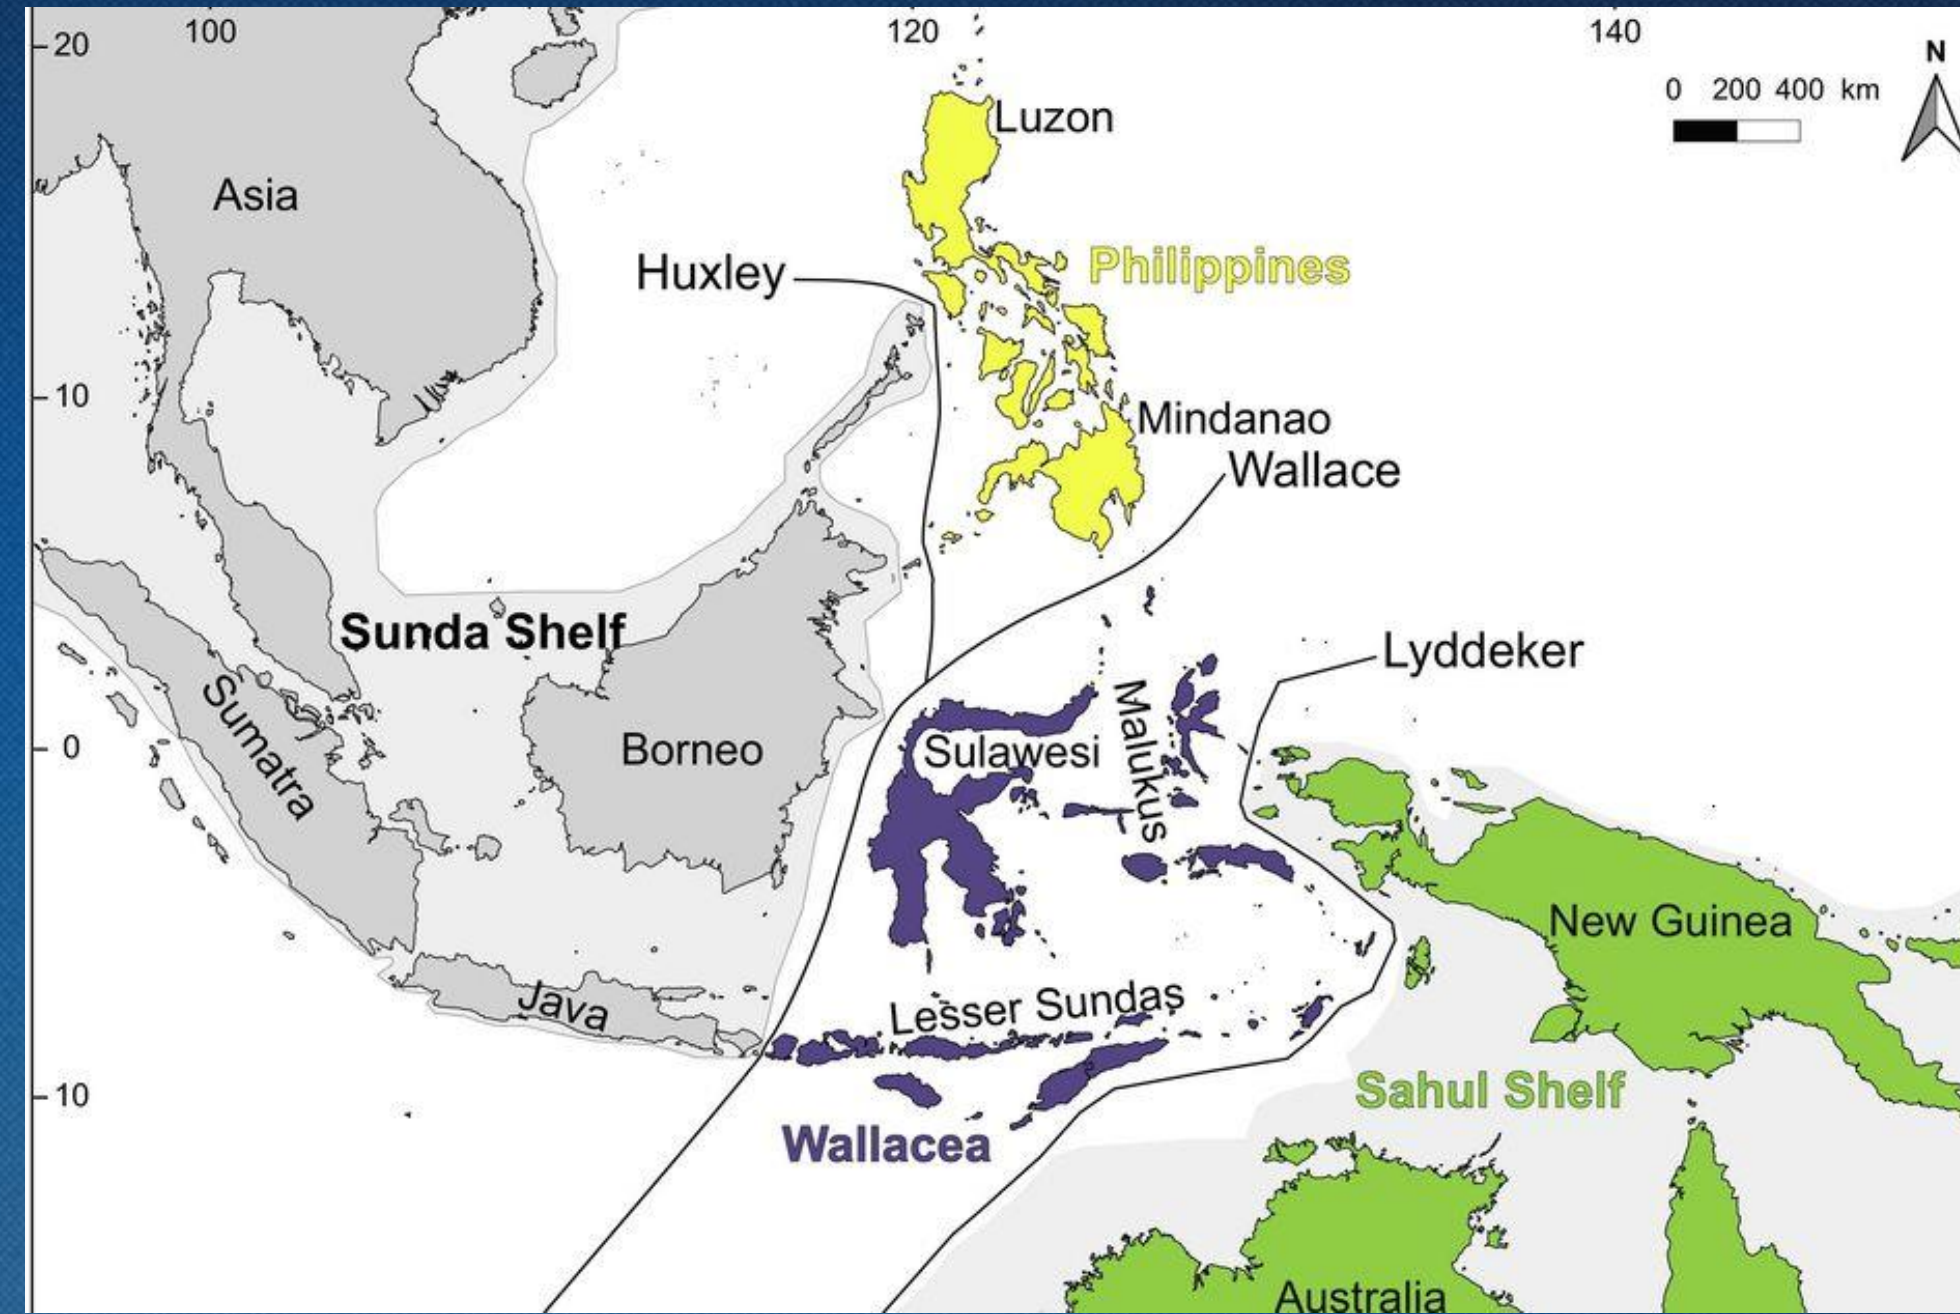 100
120
140
20
N
0 200 400 km
Luzon
Asia
Huxley
Philippines
10
Mindanao
Wallace
Sunda Shelf
Lyddeker
Sumatra
Borneo
Sulawesi
Malukus
0
New Guinea
Java
Lesser Sundas
10
Sahul Shelf
Wallacea
Australia